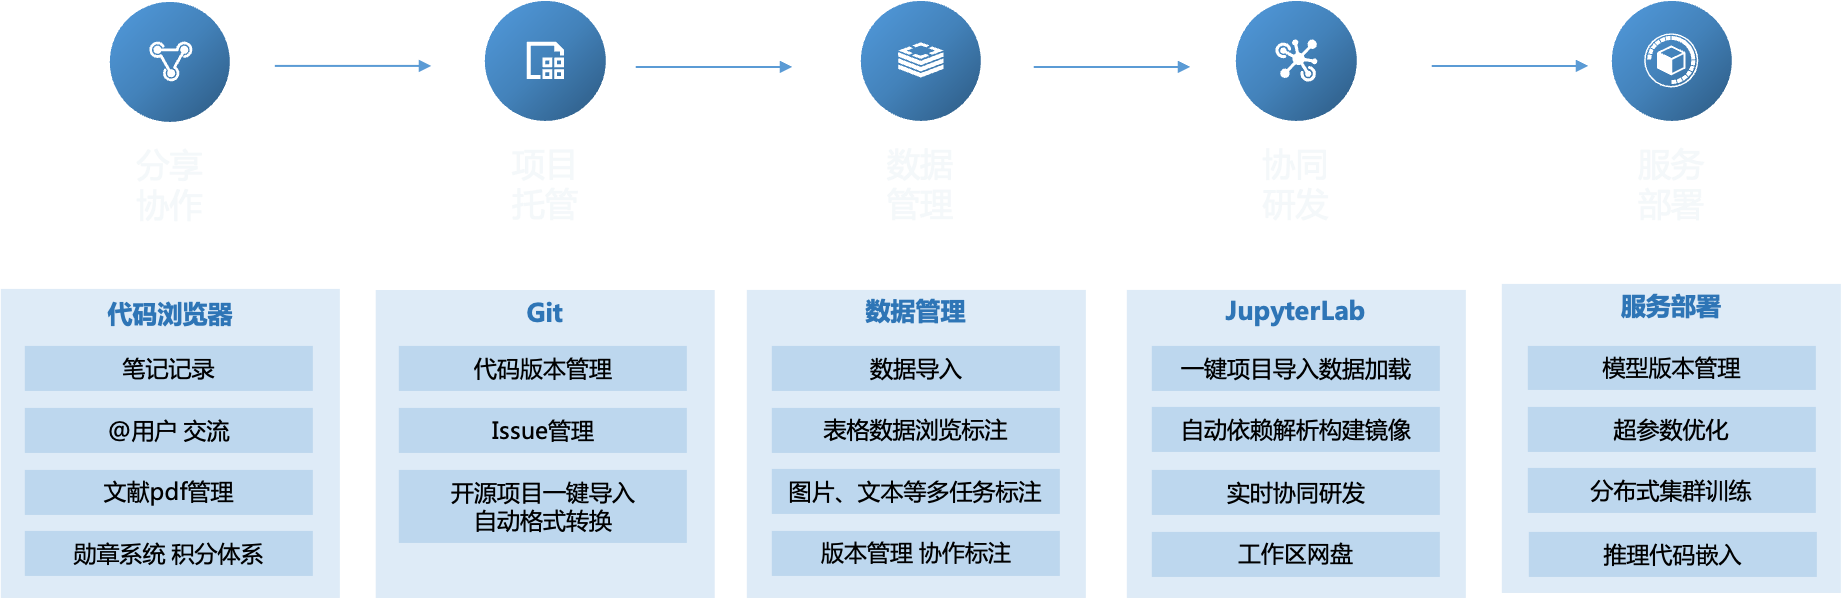 分享
协作
项目
托管
数据
管理
协同
研发
服务
部署
代码浏览器
笔记记录
@用户 交流
文献pdf管理
勋章系统 积分体系
Git
代码版本管理
Issue管理
开源项目一键导入
自动格式转换
数据管理
数据导入
表格数据浏览标注
图片、文本等多任务标注
版本管理 协作标注
JupyterLab
一键项目导入数据加载
自动依赖解析构建镜像
实时协同研发
工作区网盘
服务部署
模型版本管理
超参数优化
分布式集群训练
推理代码嵌入